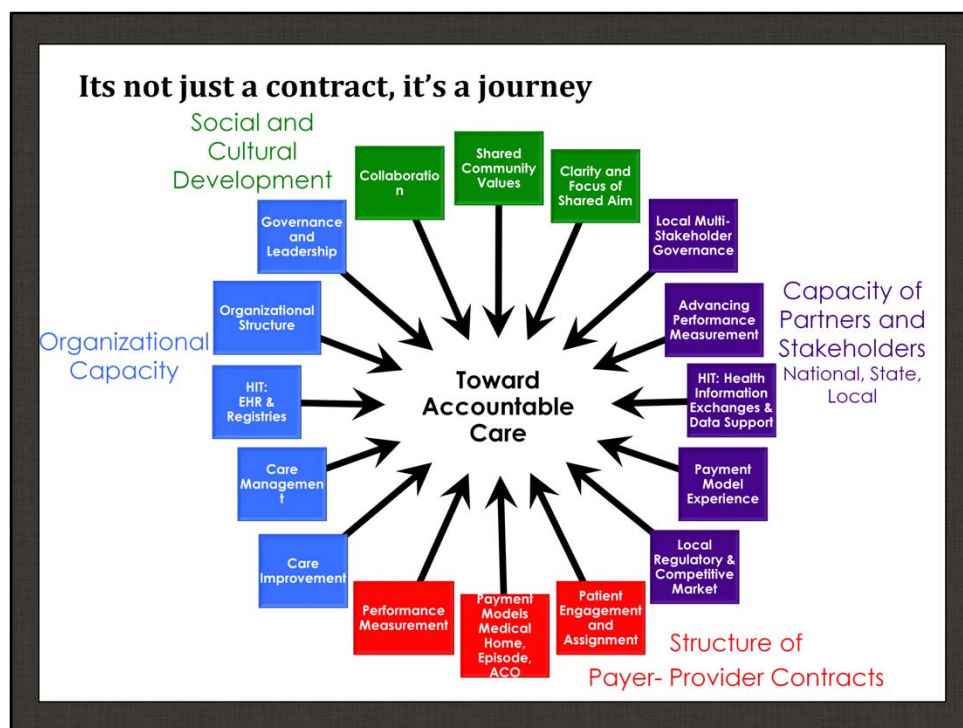 Its not just a contract, it's a journey
Social and
Cultural
Development
Collaboratio
n
Shared
Community
Values
Clarity and
Focus of
Shared Aim
Governance
and
Leadership
Local Multi-
Stakeholder
Governance
Organizational
Structure
Advancing
Performance
Measurement
Capacity of
Partners and
Stakeholders
National, State,
Local
Organizational
Capacity
HIT:
EHR &
Registries
Toward
Accountable
Care
HIT: Health
Information
Exchanges &
Data Support
Care
Managemen
t
Payment
Model
Experience
Care
Improvement
Local
Regulatory &
Competitive
Market
Performance
Measurement
Payment
Models
Medical
Home,
Episode,
ACO
Patient
Engagement
and
Assignment
Structure of
Payer- Provider Contracts